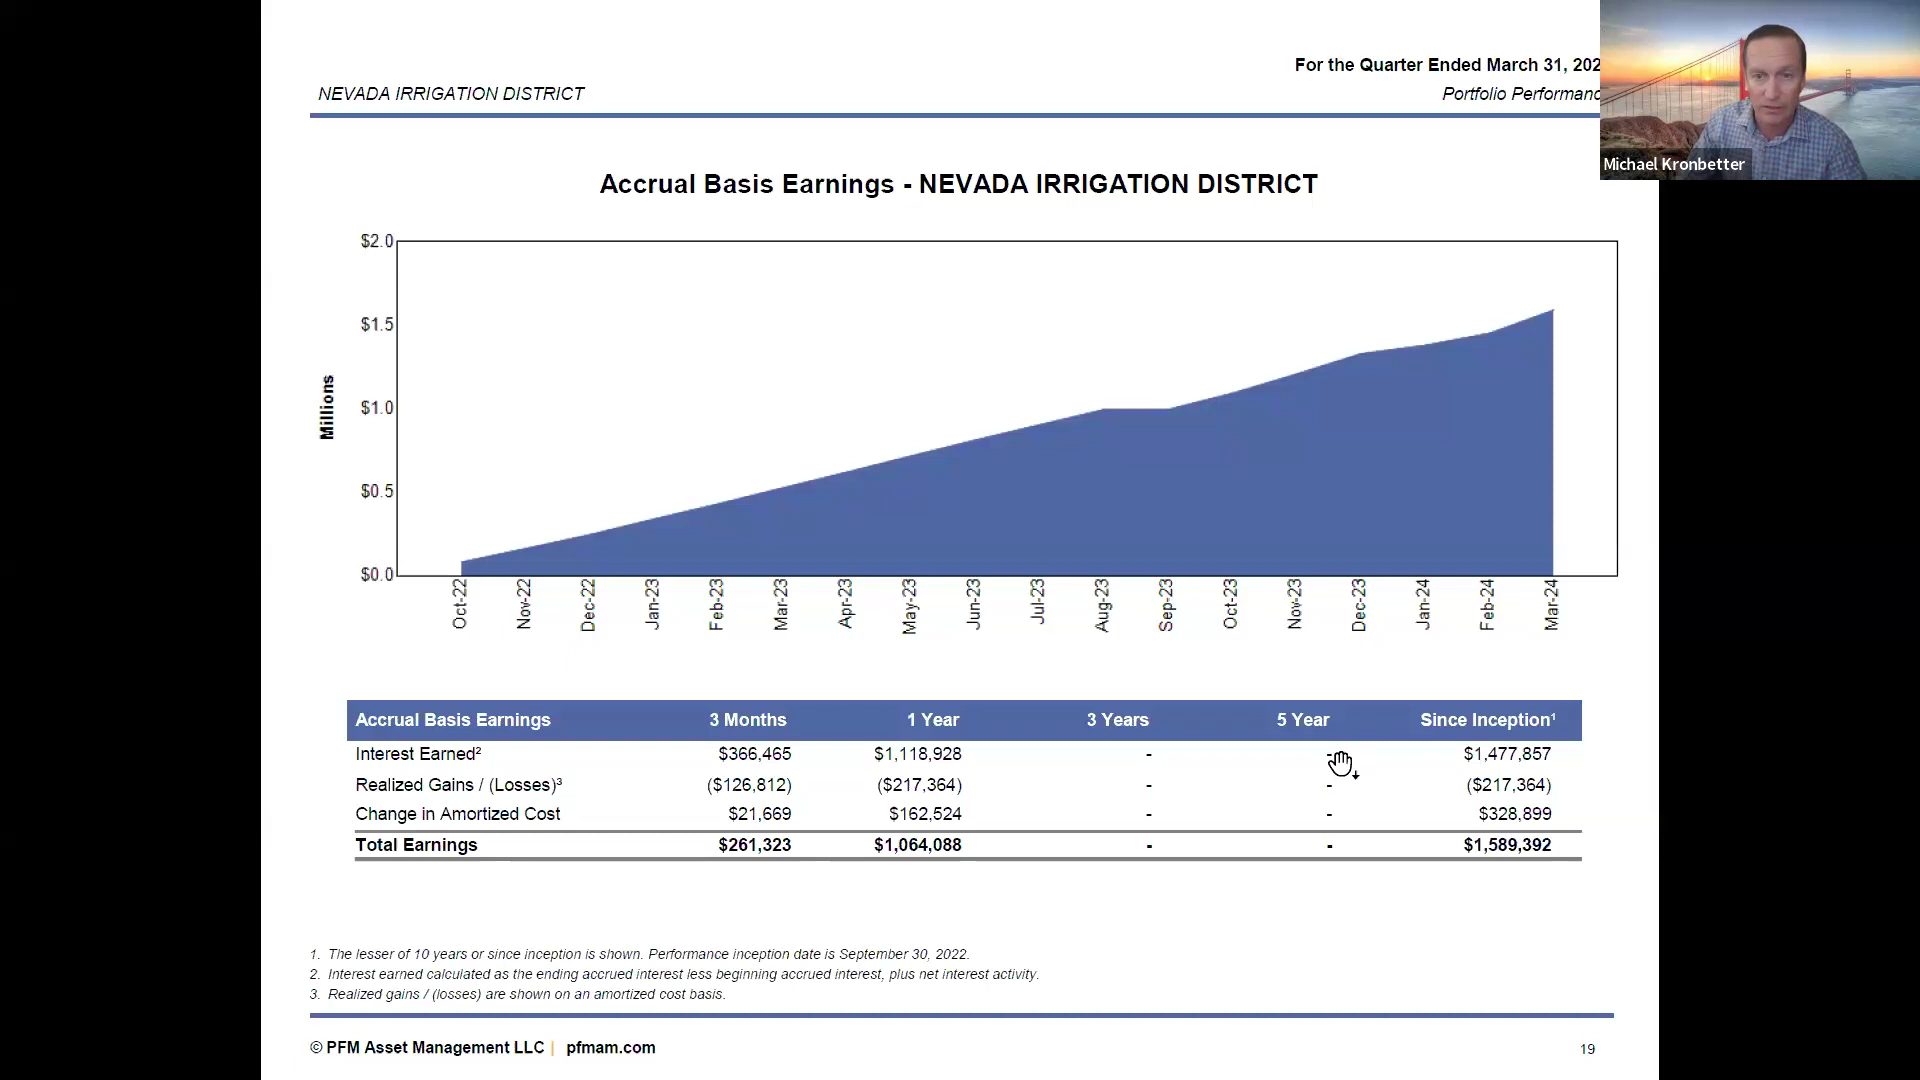 For the Quarter Ended March 31, 202
NEVADA IRRIGATION DISTRICT
Portfolio Performanc
Michael Kronbetter
Accrual Basis Earnings - NEVADA IRRIGATION DISTRICT
$2.0
$1.5
$1.0
$0.5
$0.0
Millions
Oct-22 Nov-22 Dec-22 Jan-23 Feb-23 Mar-23 Apr-23 May-23 Jun-23 Jul-23 Aug-23 Sep-23 Oct-23 Nov-23 Dec-23 Jan-24 Feb-24 Mar-24
Accrual Basis Earnings 3 Months 1 Year 3 Years 5 Year Since Inception¹
Interest Earned² $366,465 $1,118,928 - - $1,477,857
Realized Gains / (Losses)³ ($126,812) ($217,364) - - ($217,364)
Change in Amortized Cost $21,669 $162,524 - - $328,899
Total Earnings $261,323 $1,064,088 - - $1,589,392
1. The lesser of 10 years or since inception is shown. Performance inception date is September 30, 2022.
2. Interest earned calculated as the ending accrued interest less beginning accrued interest, plus net interest activity.
3. Realized gains / (losses) are shown on an amortized cost basis.
© PFM Asset Management LLC | pfmam.com
19